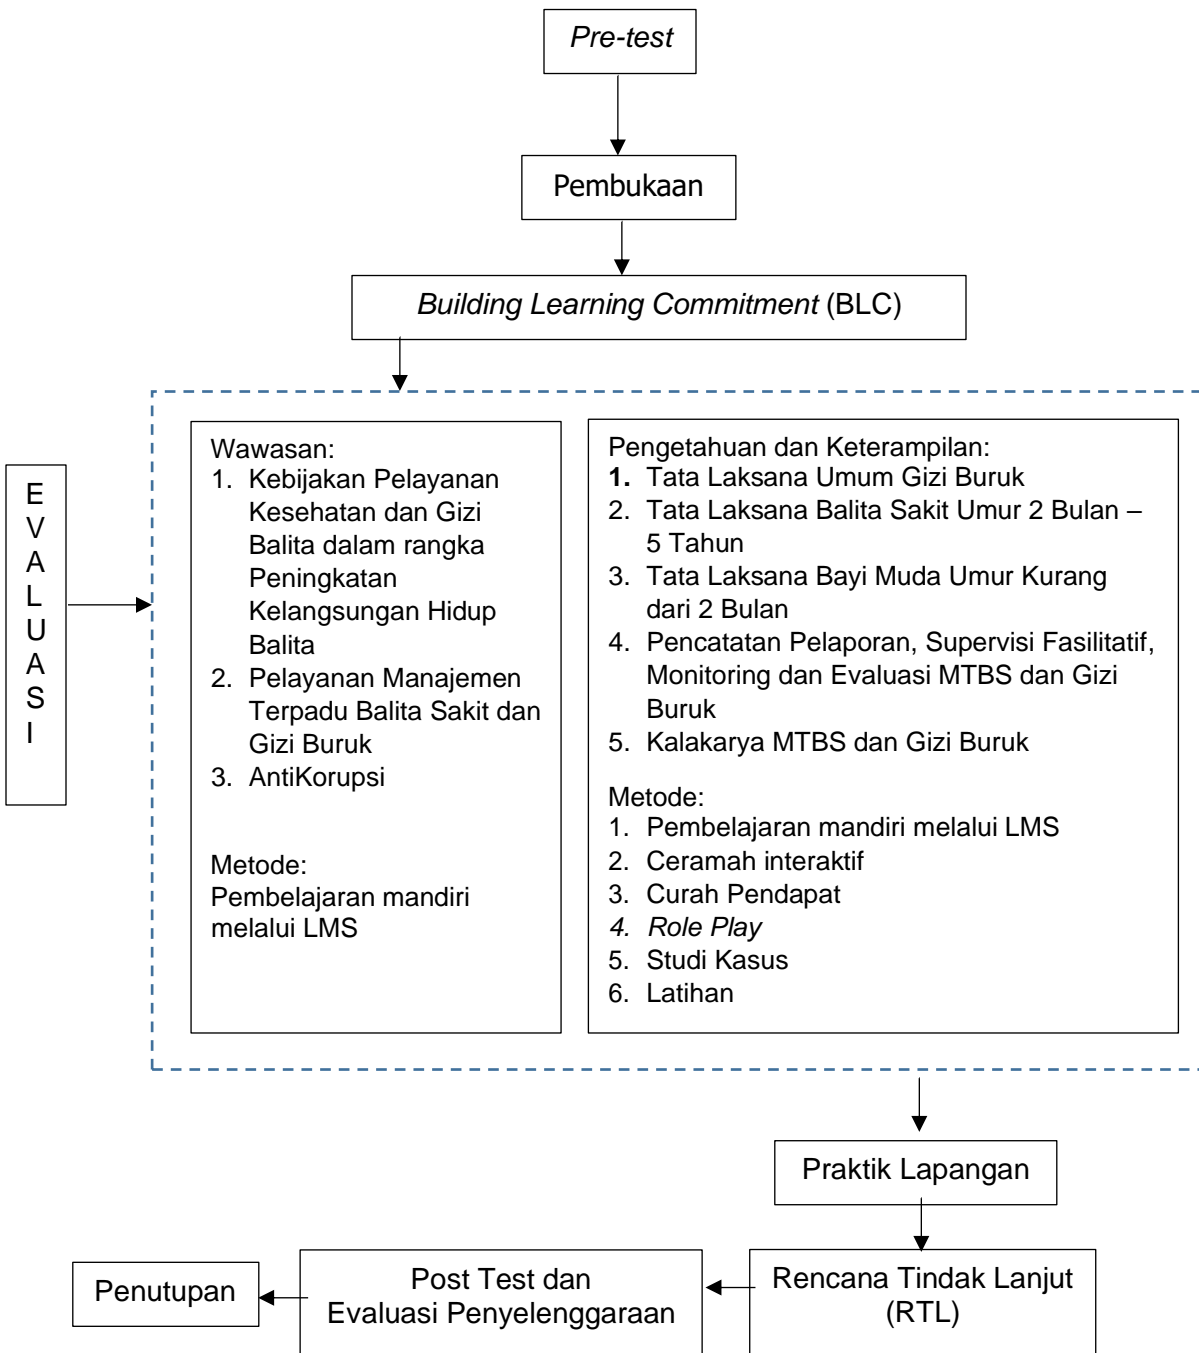 Pre-test
Pembukaan
Building Learning Commitment (BLC)
E
V
A
L
U
A
S
I
Wawasan:
1. Kebijakan Pelayanan
Kesehatan dan Gizi
Balita dalam rangka
Peningkatan
Kelangsungan Hidup
Balita
2. Pelayanan Manajemen
Terpadu Balita Sakit dan
Gizi Buruk
3. AntiKorupsi
Metode:
Pembelajaran mandiri
melalui LMS
Pengetahuan dan Keterampilan:
1. Tata Laksana Umum Gizi Buruk
2. Tata Laksana Balita Sakit Umur 2 Bulan –
5 Tahun
3. Tata Laksana Bayi Muda Umur Kurang
dari 2 Bulan
4. Pencatatan Pelaporan, Supervisi Fasilitatif,
Monitoring dan Evaluasi MTBS dan Gizi
Buruk
5. Kalakarya MTBS dan Gizi Buruk
Metode:
1. Pembelajaran mandiri melalui LMS
2. Ceramah interaktif
3. Curah Pendapat
4. Role Play
5. Studi Kasus
6. Latihan
Praktik Lapangan
Rencana Tindak Lanjut
(RTL)
Post Test dan
Evaluasi Penyelenggaraan
Penutupan